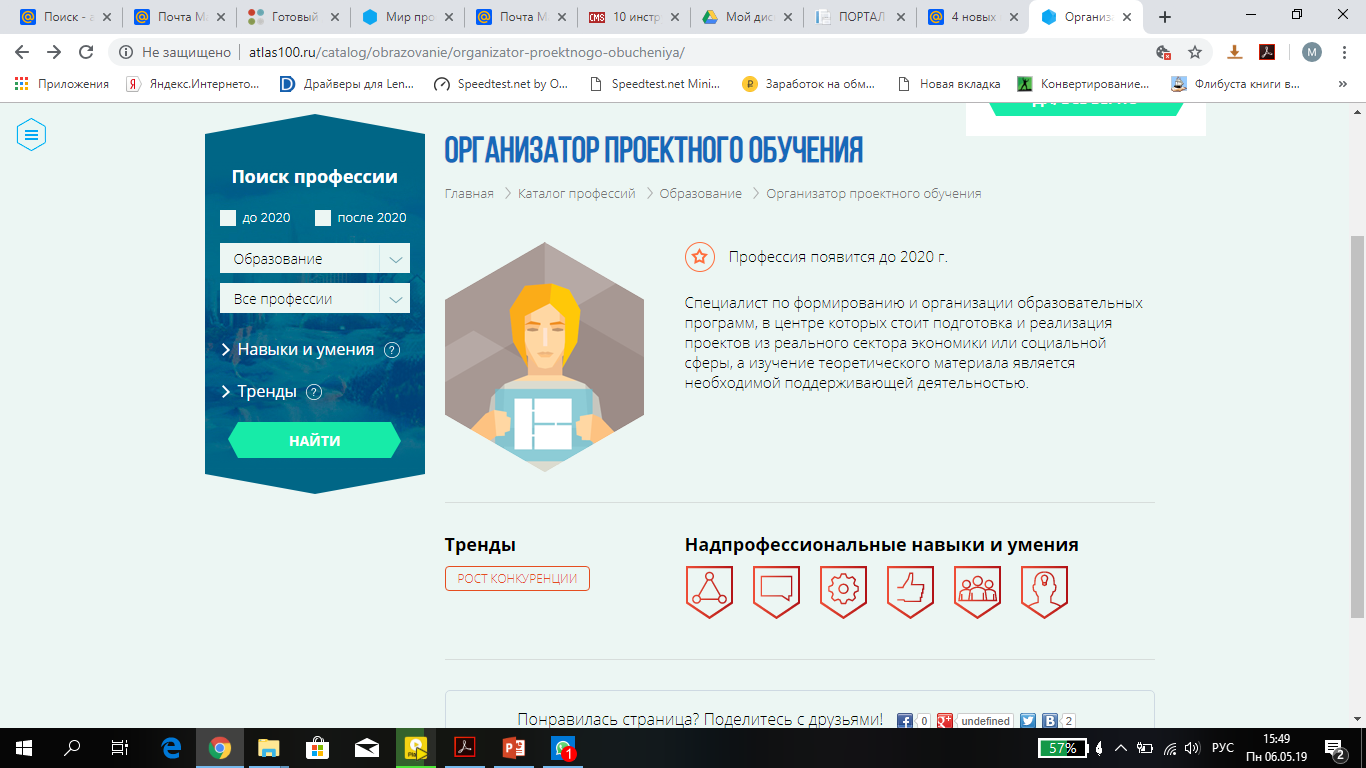 Поиск - а
Почта Ма
Готовый
Мир про
Почта Ма
10 инстр
Мой дис
ПОРТАЛ
4 новых
Организа
Не защищено | atlas100.ru/catalog/obrazovanie/organizator-proektnogo-obucheniya/
M
Приложения
Яндекс.Интернето...
Драйверы для Len...
Speedtest.net by O...
Speedtest.net Mini...
Заработок на обм...
Новая вкладка
Конвертирование...
Флибуста книги в...
»
Поиск профессии
до 2020
после 2020
Образование
Все профессии
Навыки и умения ?
Тренды ?
НАЙТИ
ОРГАНИЗАТОР ПРОЕКТНОГО ОБУЧЕНИЯ
Главная > Каталог профессий > Образование > Организатор проектного обучения
Профессия появится до 2020 г.
Специалист по формированию и организации образовательных
программ, в центре которых стоит подготовка и реализация
проектов из реального сектора экономики или социальной
сферы, а изучение теоретического материала является
необходимой поддерживающей деятельностью.
Тренды
РОСТ КОНКУРЕНЦИИ
Надпрофессиональные навыки и умения
Понравилась страница? Поделитесь с друзьями!
0
undefined
2
57%
РУС
15:49
Пн 06.05.19
2
1